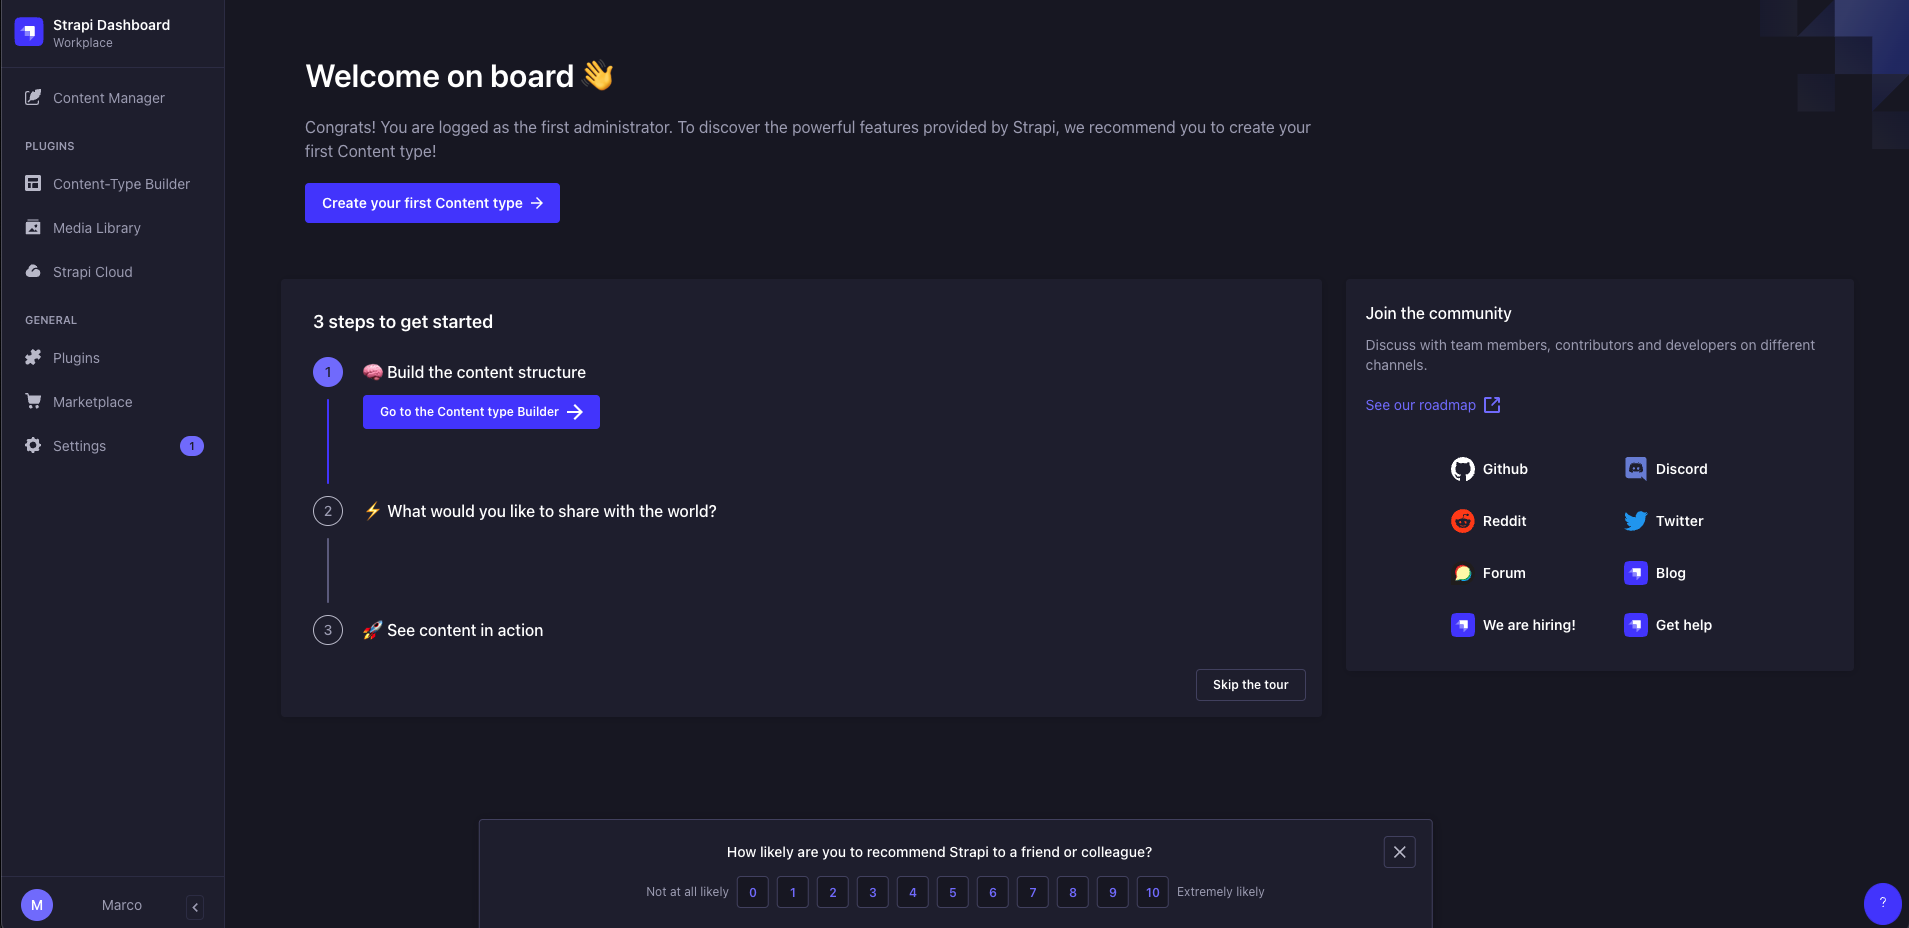 Strapi Dashboard
Workplace
Content Manager
PLUGINS
Content-Type Builder
Media Library
Strapi Cloud
GENERAL
Plugins
Marketplace
Settings
1
M
Marco
Welcome on board 👋
Congrats! You are logged as the first administrator. To discover the powerful features provided by Strapi, we recommend you to create your
first Content type!
Create your first Content type
3 steps to get started
1
🧠 Build the content structure
Go to the Content type Builder
2
⚡ What would you like to share with the world?
3
🚀 See content in action
Skip the tour
Join the community
Discuss with team members, contributors and developers on different
channels.
See our roadmap
Github
Discord
Reddit
Twitter
Forum
Blog
We are hiring!
Get help
How likely are you to recommend Strapi to a friend or colleague?
Not at all likely 0 1 2 3 4 5 6 7 8 9 10 Extremely likely
?